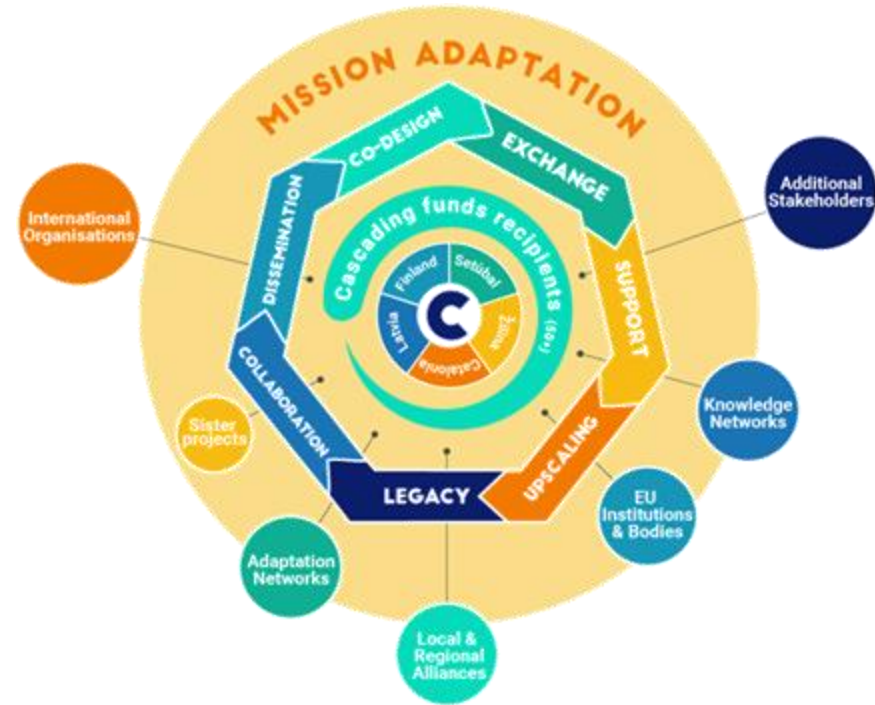 MISSION ADAPTATION
CO-DESIGN
EXCHANGE
SUPPORT
UPSCALING
LEGACY
COLLABORATION
DISSEMINATION
Cascading funds recipients (50+)
Finland
Setúbal
Žilina
Catalonia
Latvia
C
International
Organisations
Additional
Stakeholders
Knowledge
Networks
EU
Institutions
& Bodies
Local &
Regional
Alliances
Adaptation
Networks
Sister
projects